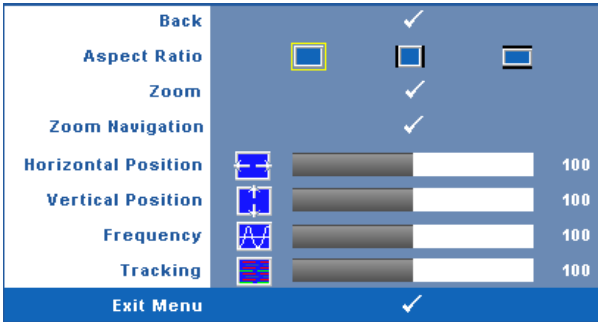 Back
Aspect Ratio
Zoom
Zoom Navigation
Horizontal Position 100
Vertical Position 100
Frequency 100
Tracking 100
Exit Menu